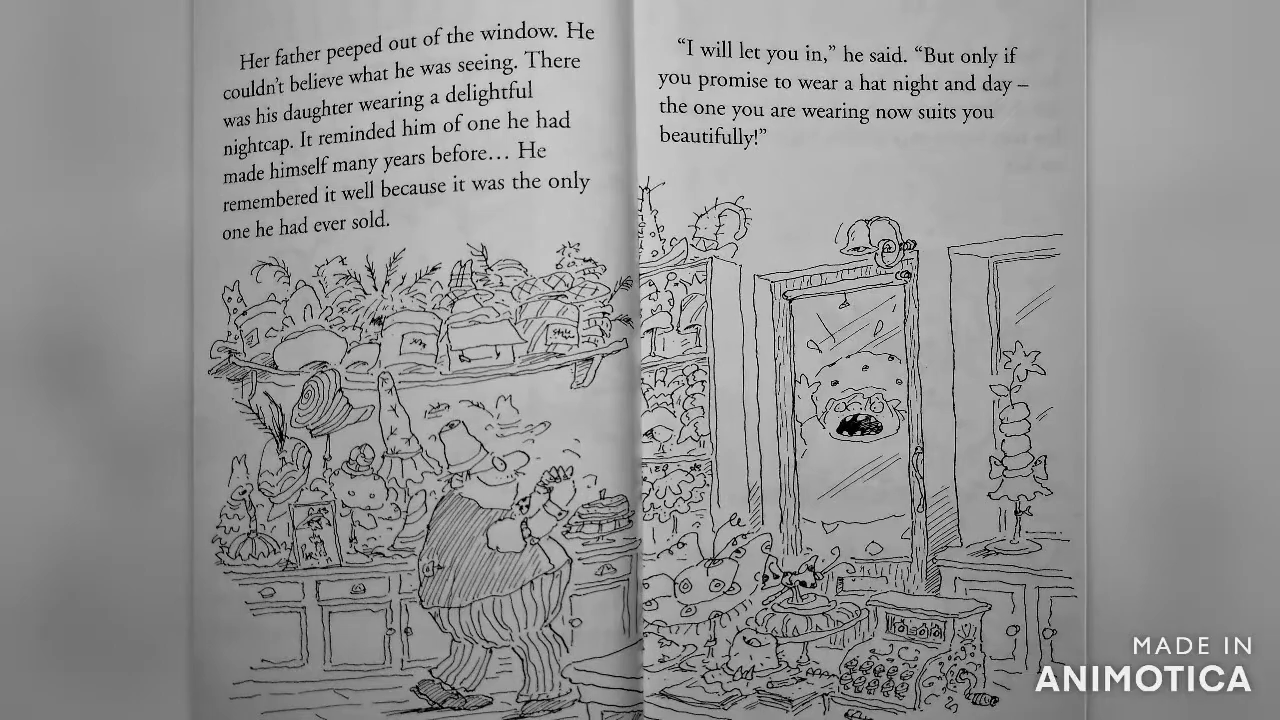 Her father peeped out of the window. He
couldn't believe what he was seeing. There
was his daughter wearing a delightful
nightcap. It reminded him of one he had
made himself many years before… He
remembered it well because it was the only
one he had ever sold.
“I will let you in,” he said. “But only if
you promise to wear a hat night and day –
the one you are wearing now suits you
beautifully!”
MADE IN
ANIMOTICA